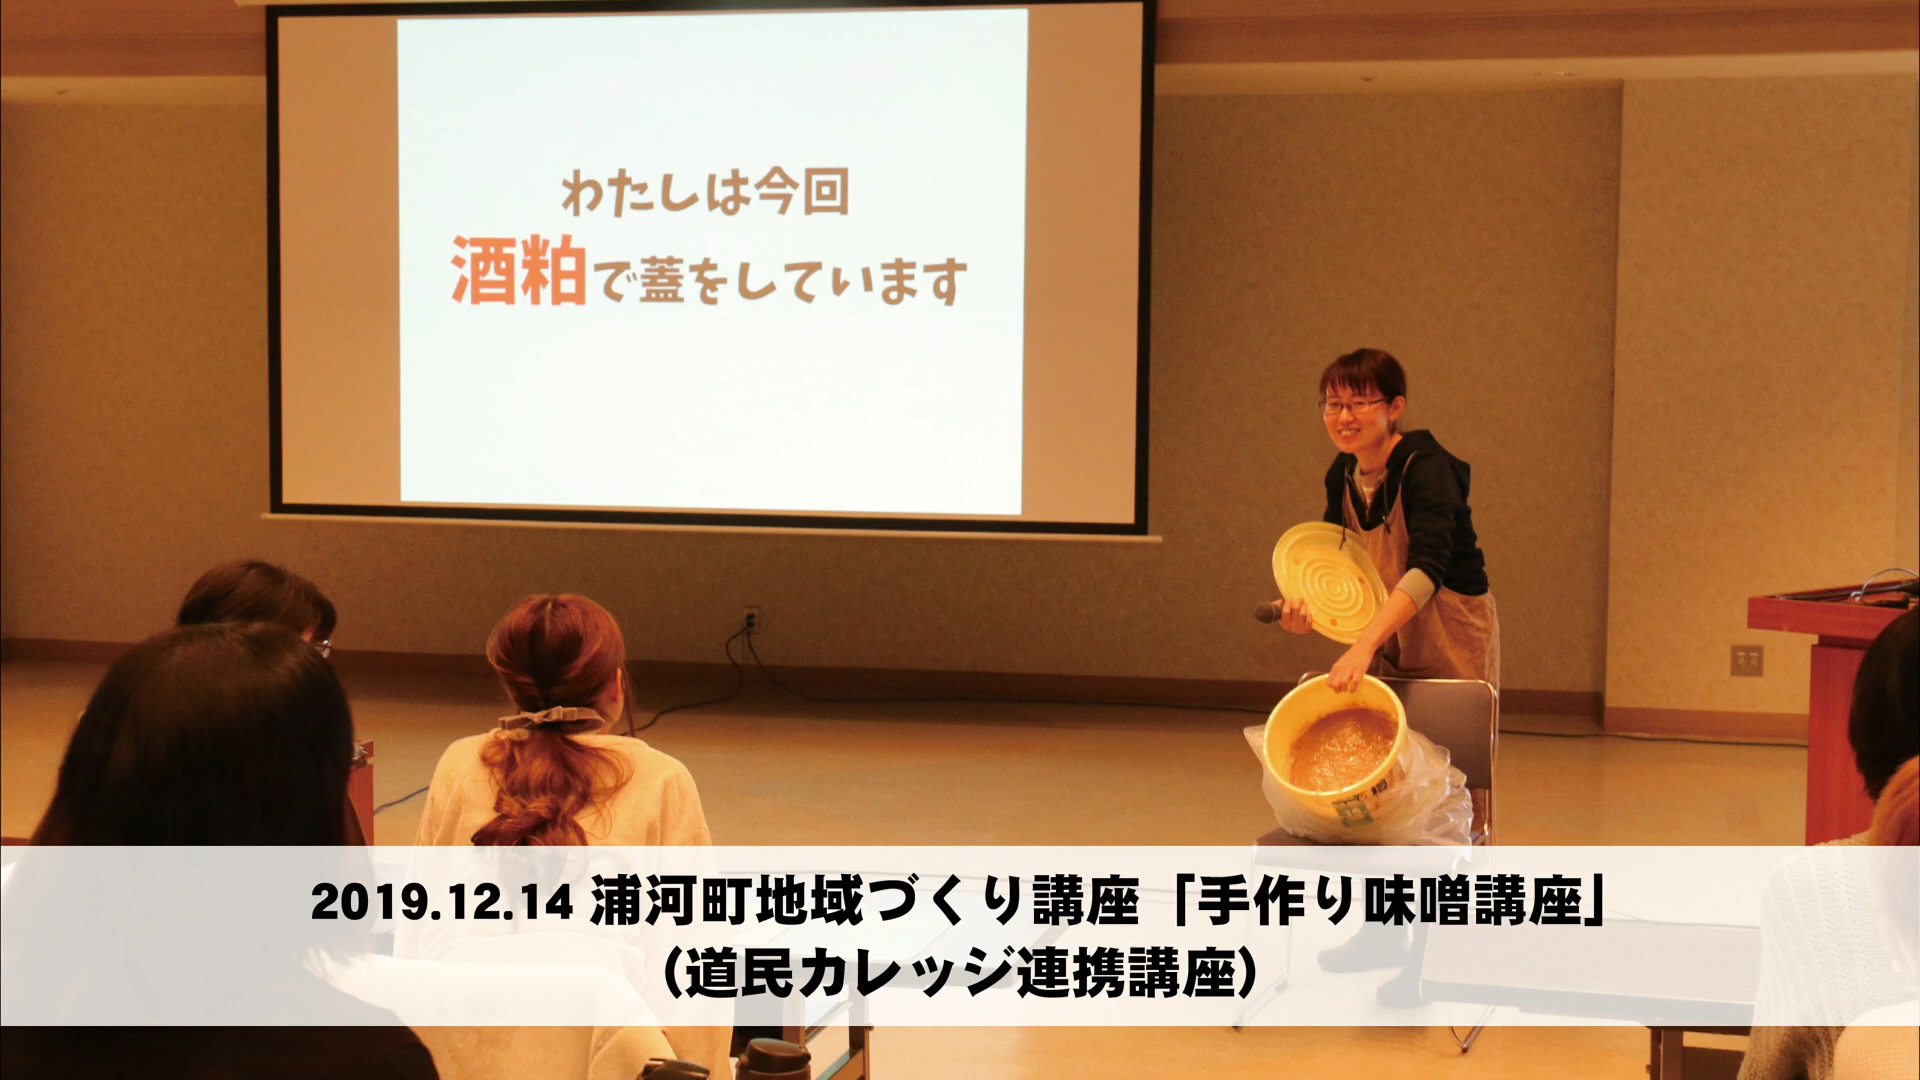 わたしは今回
酒粕で蓋をしています
2019.12.14 浦河町地域づくり講座「手作り味噌講座」
(道民カレッジ連携講座)